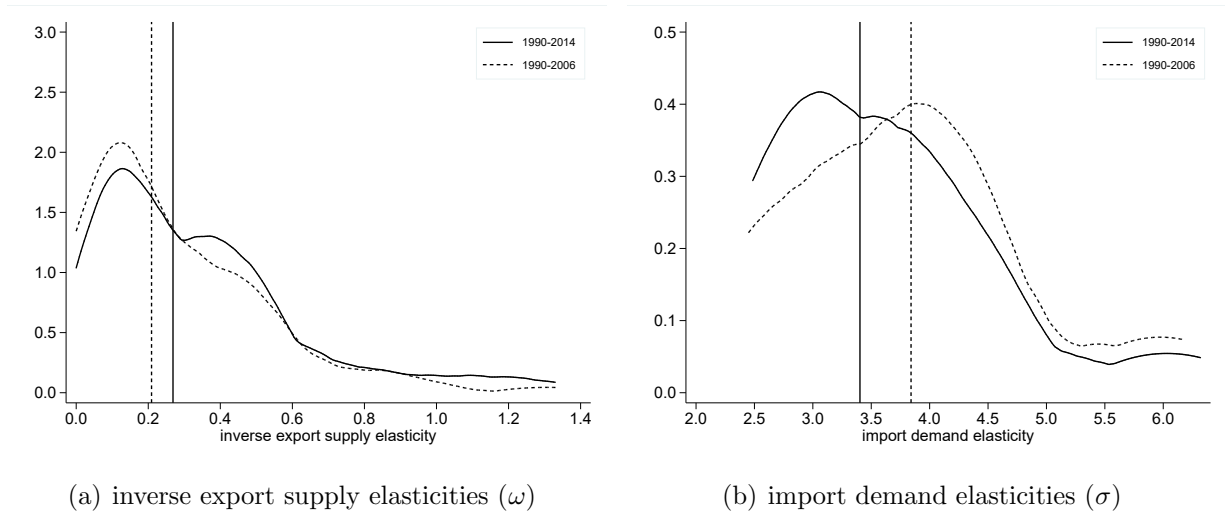 3.0
2.5
2.0
1.5
1.0
0.5
0.0
0.0 0.2 0.4 0.6 0.8 1.0 1.2 1.4
inverse export supply elasticity
1990-2014
1990-2006
(a) inverse export supply elasticities (ω)
0.5
0.4
0.3
0.2
0.1
0.0
2.0 2.5 3.0 3.5 4.0 4.5 5.0 5.5 6.0
import demand elasticity
1990-2014
1990-2006
(b) import demand elasticities (σ)